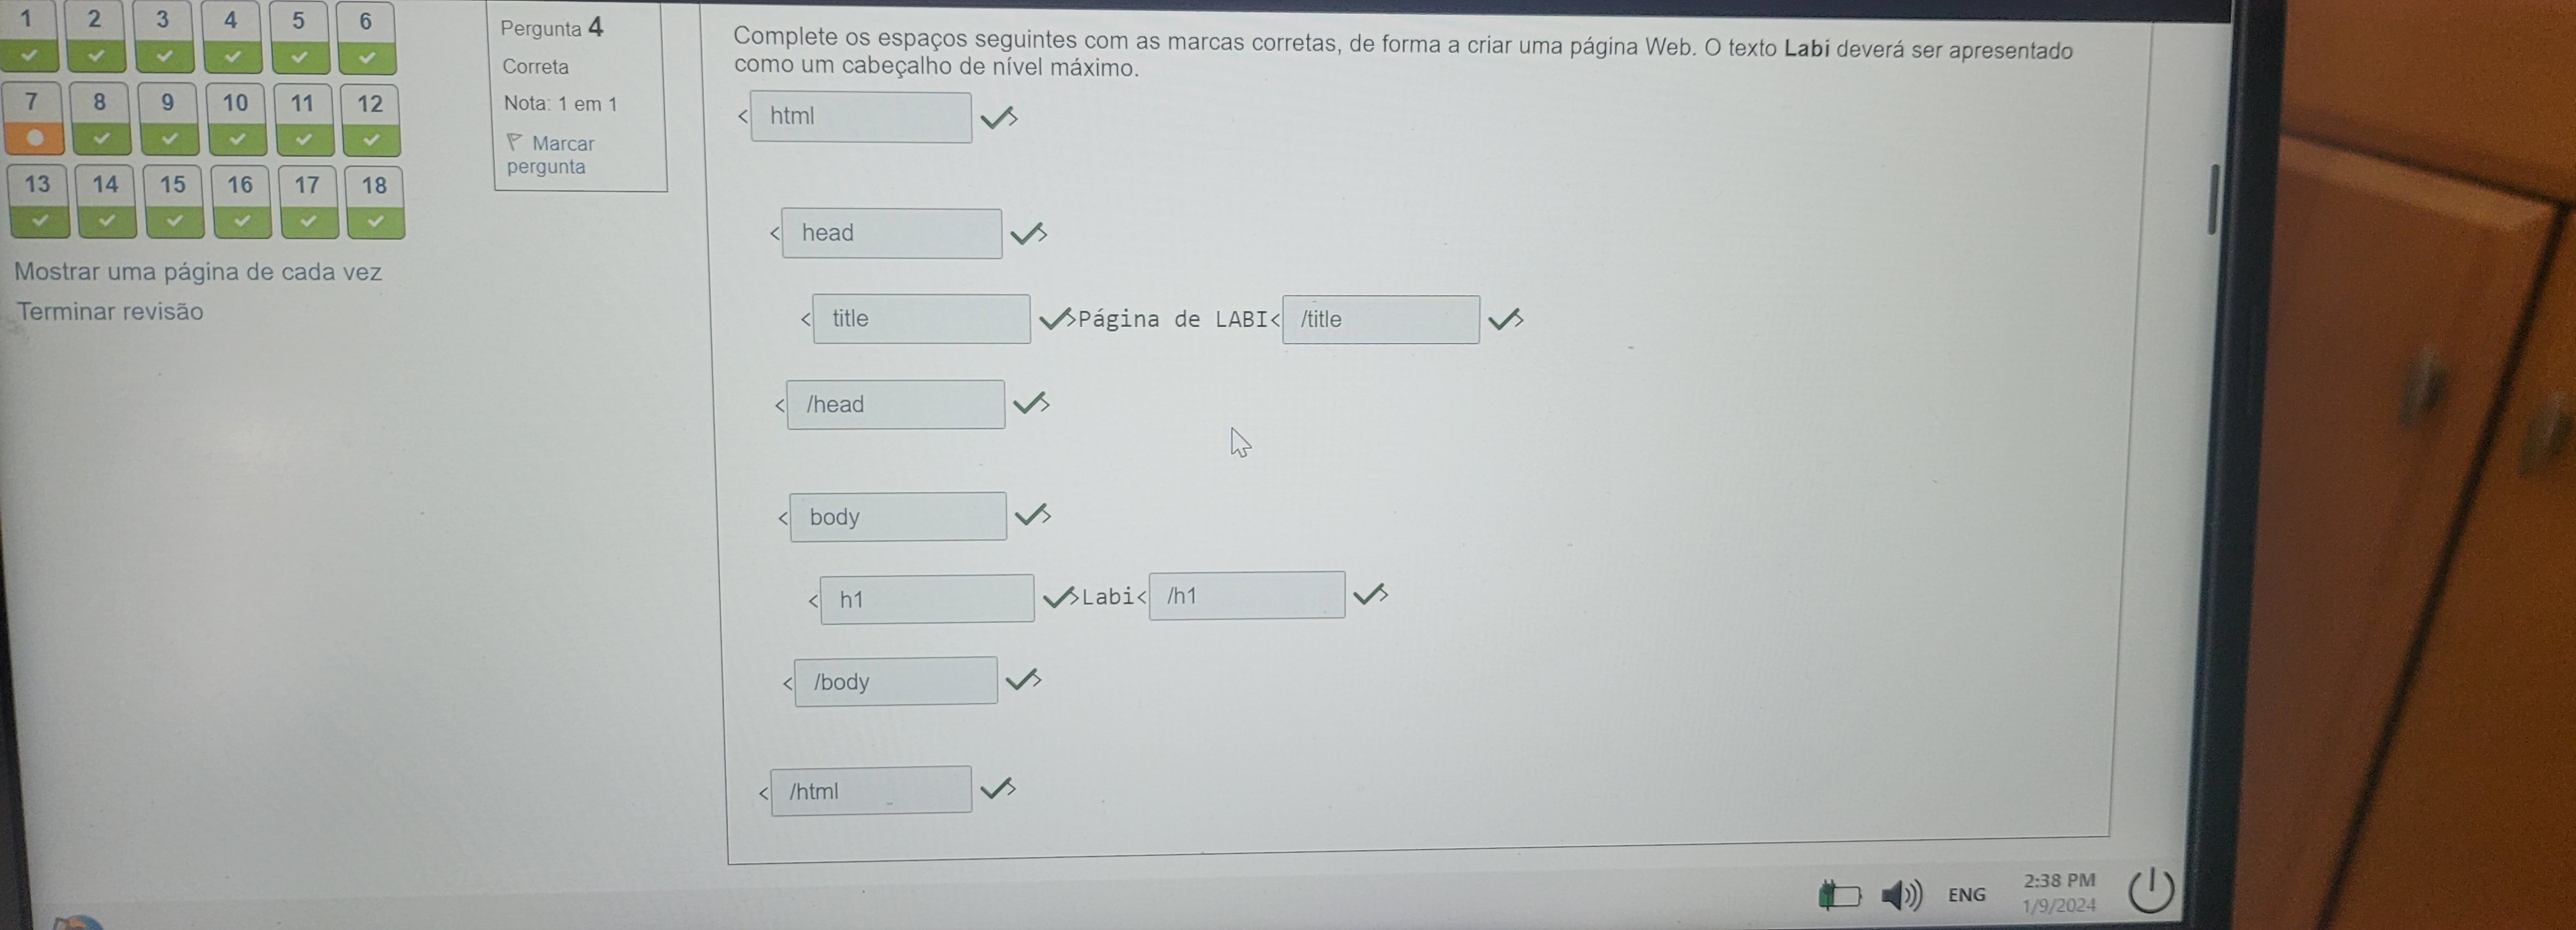 1 2 3 4 5 6
7 8 9 10 11 12
13 14 15 16 17 18
Mostrar uma página de cada vez
Terminar revisão
Pergunta 4
Correta
Nota: 1 em 1
Marcar
pergunta
Complete os espaços seguintes com as marcas corretas, de forma a criar uma página Web. O texto Labi deverá ser apresentado
como um cabeçalho de nível máximo.
< html >
< head >
< title >Página de LABI< /title >
< /head >
< body >
< h1 >Labi< /h1 >
< /body >
< /html >
ENG
2:38 PM
1/9/2024